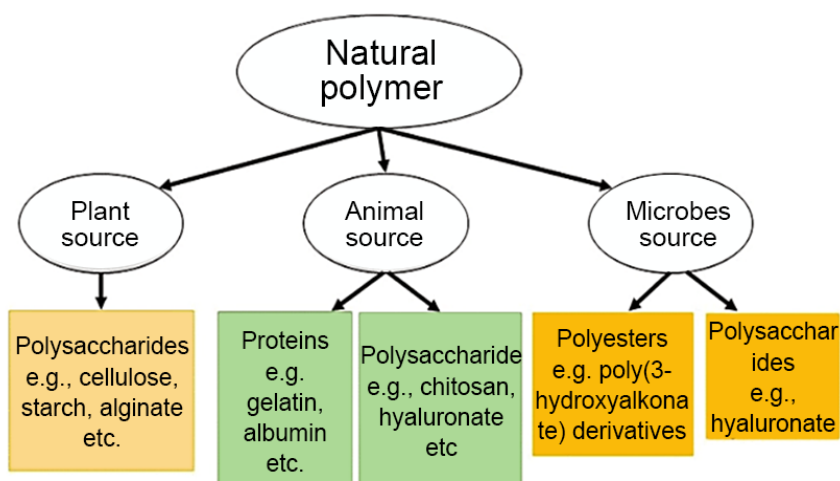 Natural
polymer
Plant
source
Animal
source
Microbes
source
Polysaccharides
e.g., cellulose,
starch, alginate
etc.
Proteins
e.g.
gelatin,
albumin
etc.
Polysaccharide
e.g., chitosan,
hyaluronate
etc
Polyesters
e.g. poly(3-
hydroxyalkona
te) derivatives
Polysacchar
ides
e.g.,
hyaluronate